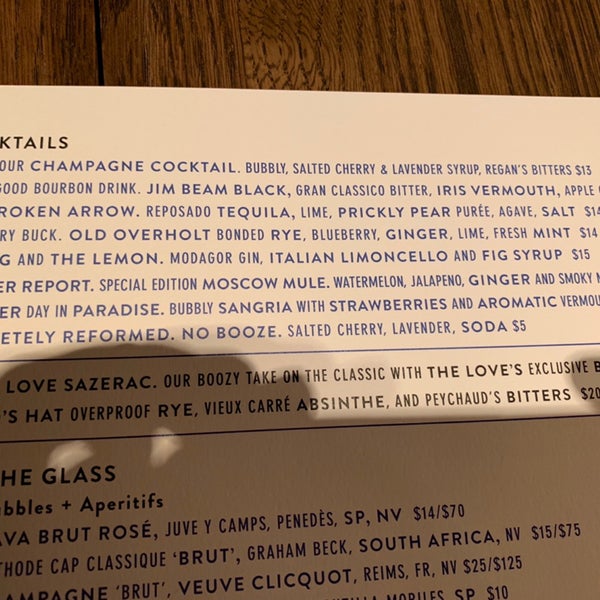 KTAILS
OUR CHAMPAGNE COCKTAIL. BUBBLY, SALTED CHERRY & LAVENDER SYRUP, REGAN'S BITTERS $13
GOOD BOURBON DRINK. JIM BEAM BLACK, GRAN CLASSICO BITTER, IRIS VERMOUTH, APPLE
ROKEN ARROW. REPOSADO TEQUILA, LIME, PRICKLY PEAR PURÉE, AGAVE, SALT $14
RY BUCK. OLD OVERHOLT BONDED RYE, BLUEBERRY, GINGER, LIME, FRESH MINT $14
G AND THE LEMON. MODAGOR GIN, ITALIAN LIMONCELLO AND FIG SYRUP $15
ER REPORT. SPECIAL EDITION MOSCOW MULE. WATERMELON, JALAPENO, GINGER AND SMOKY
ER DAY IN PARADISE. BUBBLY SANGRIA WITH STRAWBERRIES AND AROMATIC VERMOU
ETELY REFORMED. NO BOOZE. SALTED CHERRY, LAVENDER, SODA $5
LOVE SAZERAC. OUR BOOZY TAKE ON THE CLASSIC WITH THE LOVE'S EXCLUSIVE B
'S HAT OVERPROOF RYE, VIEUX CARRÉ ABSINTHE, AND PEYCHAUD'S BITTERS $20
HE GLASS
bbles + Aperitifs
AVA BRUT ROSÉ, JUVE Y CAMPS, PENEDÈS, SP, NV $14/$70
THODE CAP CLASSIQUE 'BRUT', GRAHAM BECK, SOUTH AFRICA, NV $15/$75
AMPAGNE 'BRUT', VEUVE CLICQUOT, REIMS, FR, NV $25/$125
MOBILES, SP $10